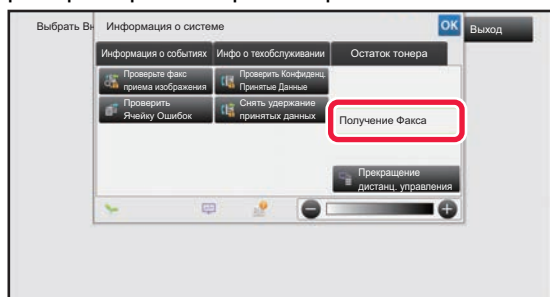 Выбрать Вн
Информация о системе
OK
Выход
Информация о событиях
Инфо о техобслуживании
Остаток тонера
Проверьте факс
приема изображения
Проверить Конфиденц.
Принятые Данные
Проверить
Ячейку Ошибок
Снять удержание
принятых данных
Получение Факса
Прекращение
дистанц. управления